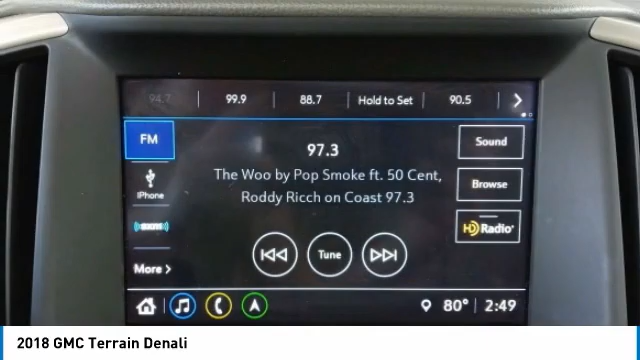 94.7 99.9 88.7 Hold to Set 90.5
FM
97.3
Sound
The Woo by Pop Smoke ft. 50 Cent,
Roddy Ricch on Coast 97.3
iPhone
Browse
((SXM))
HD Radio
Tune
More
80° 2:49
2018 GMC Terrain Denali